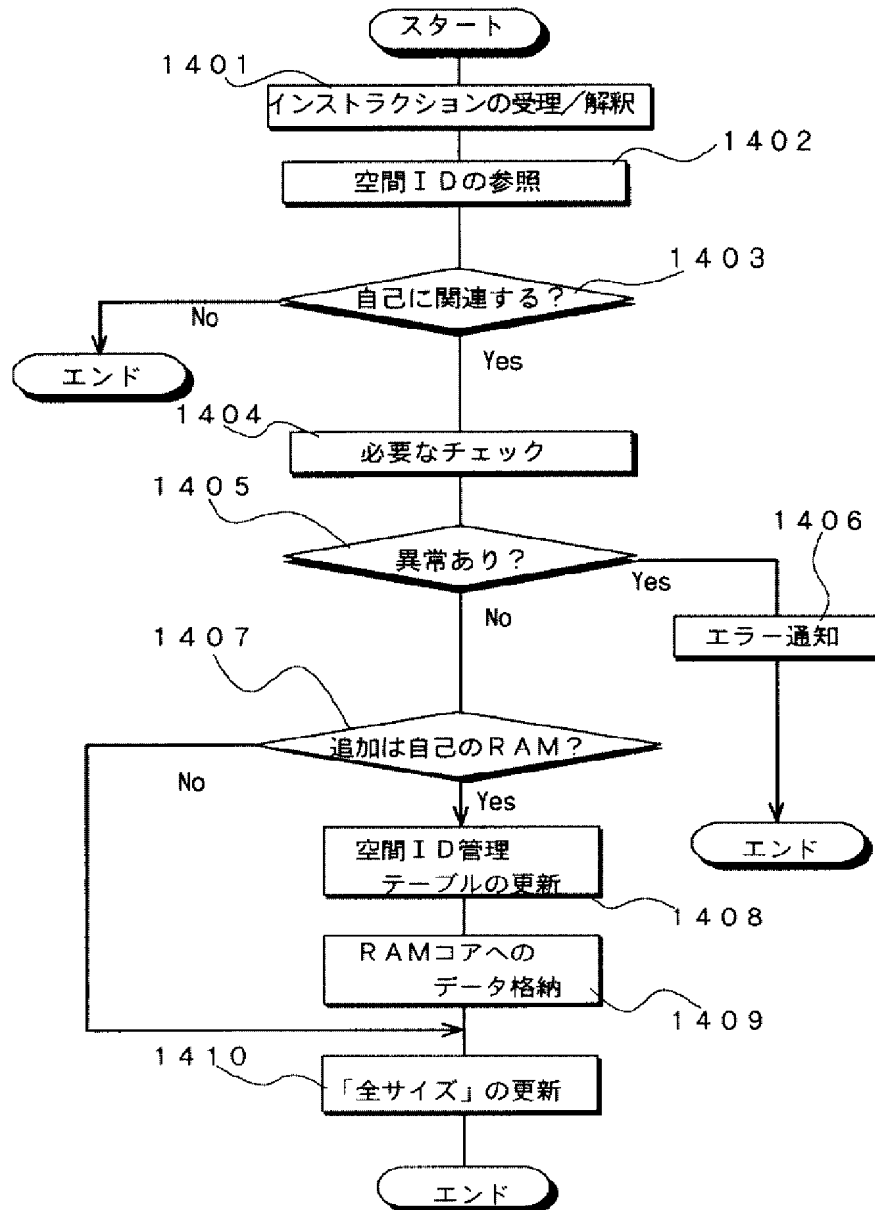 スタート
1401
インストラクションの受理/解釈
1402
空間IDの参照
1403
自己に関連する?
No
Yes
エンド
1404
必要なチェック
1405
1406
異常あり?
Yes
No
エラー通知
1407
追加は自己のRAM?
No
Yes
空間ID管理
テーブルの更新
エンド
1408
RAMコアへの
データ格納
1409
1410
「全サイズ」の更新
エンド